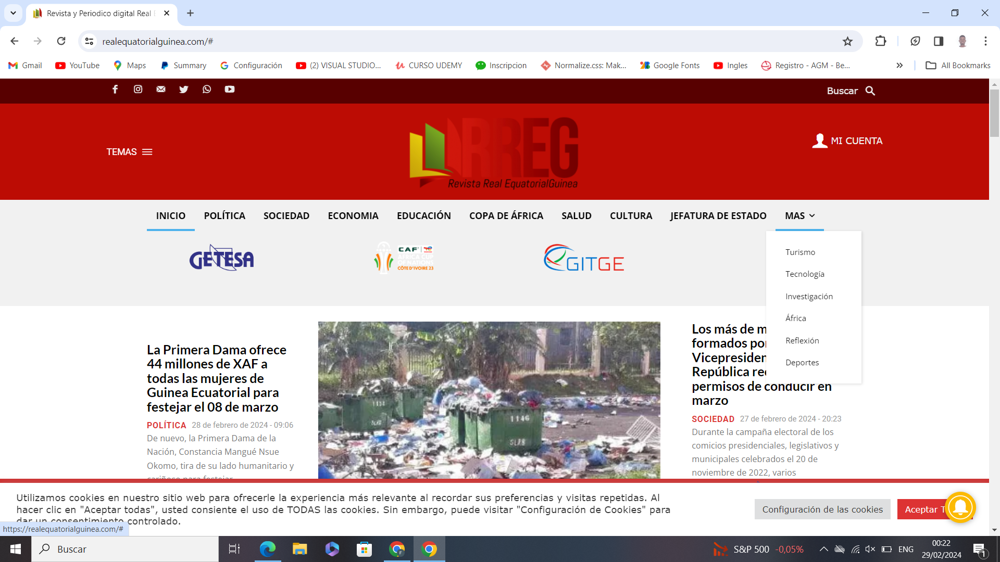 Revista y Periodico digital Real E
realequatorialguinea.com/#
Gmail
YouTube
Maps
Summary
Configuración
(2) VISUAL STUDIO...
CURSO UDEMY
Inscripcion
Normalize.css: Mak...
Google Fonts
Ingles
Registro - AGM - Be...
All Bookmarks
Buscar
TEMAS
RREG
Revista Real EquatorialGuinea
MI CUENTA
INICIO
POLÍTICA
SOCIEDAD
ECONOMIA
EDUCACIÓN
COPA DE ÁFRICA
SALUD
CULTURA
JEFATURA DE ESTADO
MAS
GETESA
CAF
AFRICA CUP
OF NATIONS
CÔTE D'IVOIRE 23
GITGE
Turismo
Tecnología
Investigación
África
Reflexión
Deportes
La Primera Dama ofrece
44 millones de XAF a
todas las mujeres de
Guinea Ecuatorial para
festejar el 08 de marzo
POLÍTICA 28 de febrero de 2024 - 09:06
De nuevo, la Primera Dama de la
Nación, Constancia Mangué Nsue
Okomo, tira de su lado humanitario y
cariñoso para festejar
1146
Los más de m
formados po
Vicepresiden
República re
permisos de conducir en
marzo
SOCIEDAD 27 de febrero de 2024 - 20:23
Durante la campaña electoral de los
comicios presidenciales, legislativos y
municipales celebrados el 20 de
noviembre de 2022, varios
Utilizamos cookies en nuestro sitio web para ofrecerle la experiencia más relevante al recordar sus preferencias y visitas repetidas. Al
hacer clic en "Aceptar todas", usted consiente el uso de TODAS las cookies. Sin embargo, puede visitar "Configuración de Cookies" para
dar un consentimiento controlado.
Configuración de las cookies
Aceptar T
https://realequatorialguinea.com/#
Buscar
S&P 500 -0,05%
ENG
00:22
29/02/2024
1